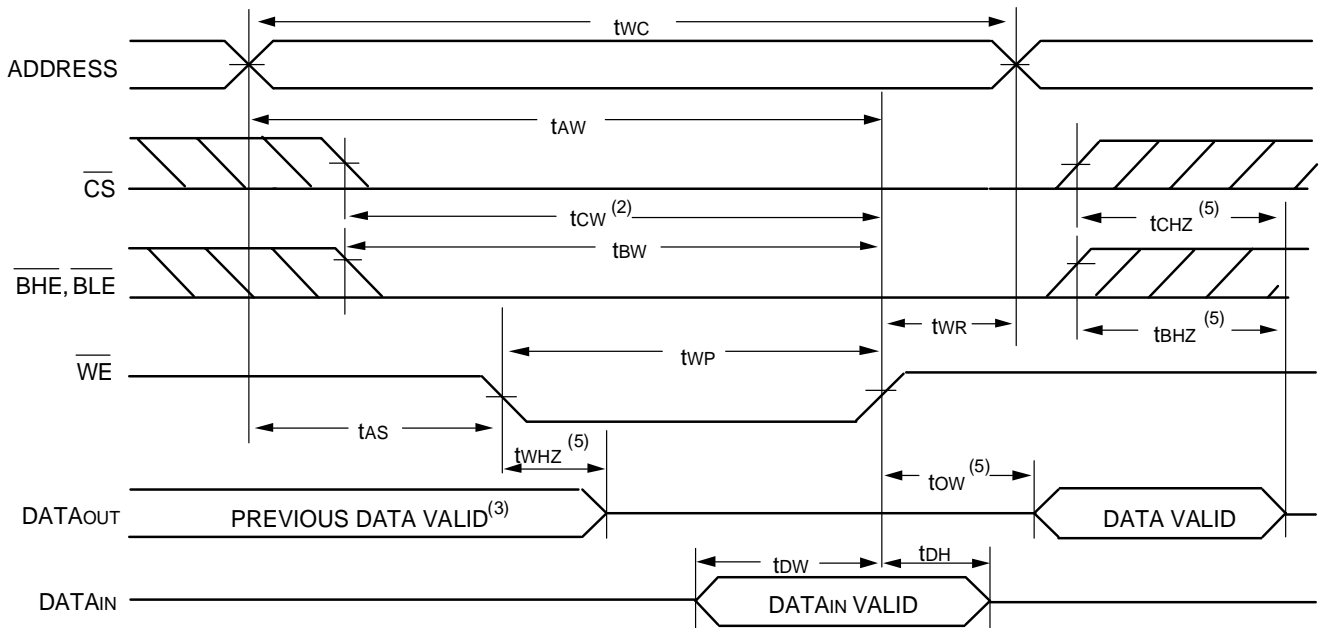 tWC
ADDRESS
tAW
CS
tCW (2)
tCHZ (5)
tBW
BHE, BLE
tWR
tBHZ (5)
tWP
WE
tAS
tWHZ (5)
tOW (5)
DATAOUT
PREVIOUS DATA VALID(3)
DATA VALID
tDW
tDH
DATAIN
DATAIN VALID